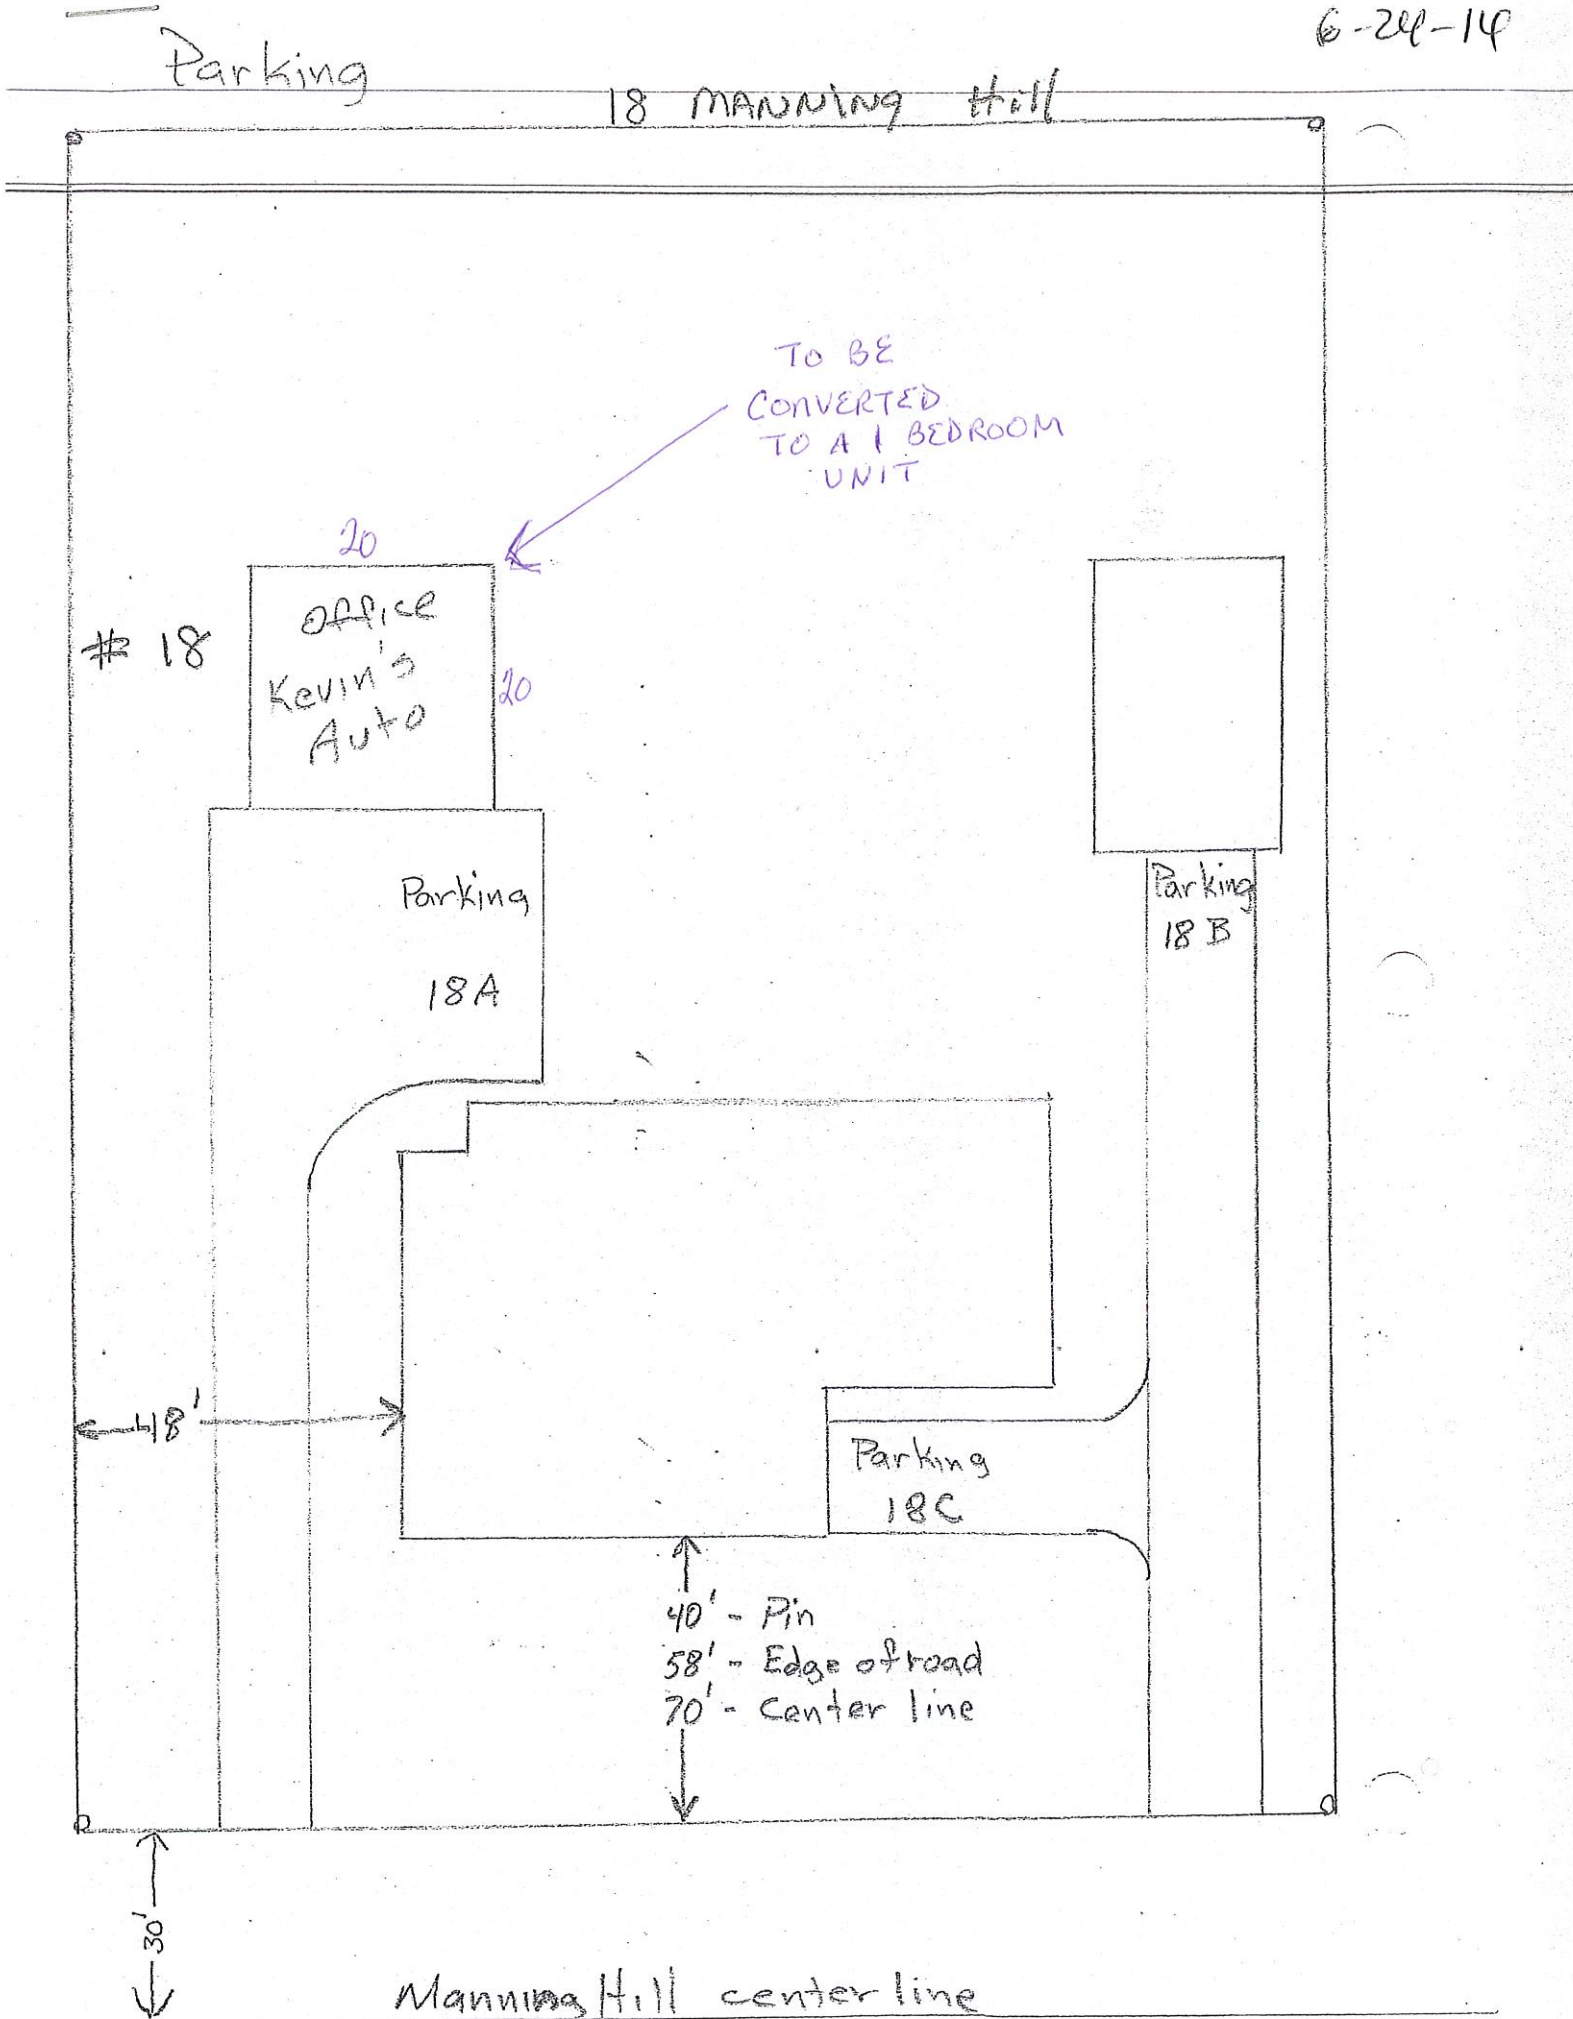 6-24-14
Parking
18 MANNING Hill
TO BE
CONVERTED
TO A 1 BEDROOM
UNIT
20
# 18
Office
Kevin's
Auto
20
Parking
18A
Parking
18 B
48'
Parking
18C
40' - Pin
58' - Edge of road
70' - Center line
30'
Manning Hill center line